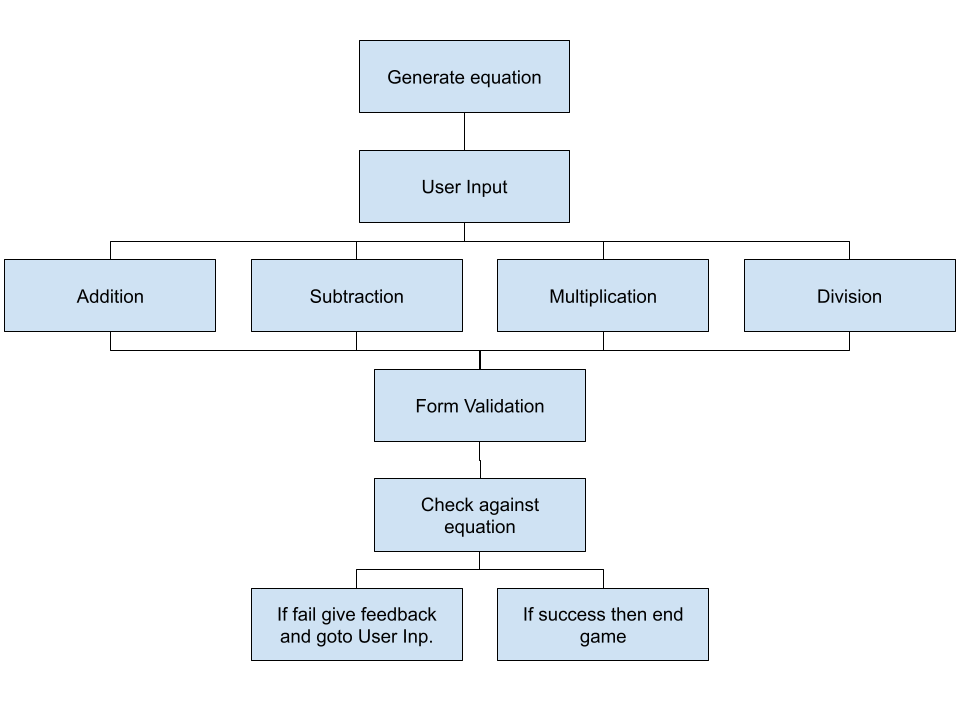 Generate equation
User Input
Addition
Subtraction
Multiplication
Division
Form Validation
Check against
equation
If fail give feedback
and goto User Inp.
If success then end
game